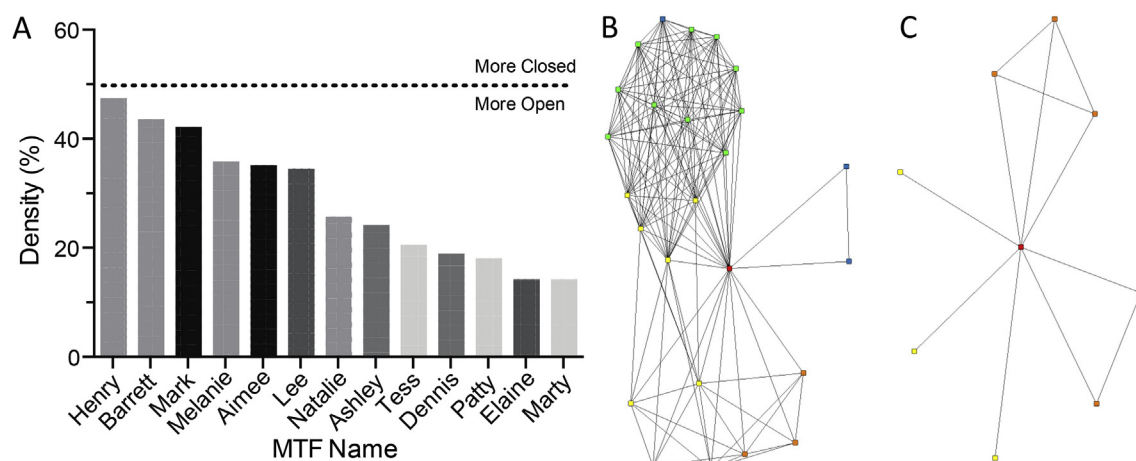 A
B
C
60
40
20
0
Density (%)
More Closed
More Open
Henry
Barrett
Mark
Melanie
Aimee
Lee
Natalie
Ashley
Tess
Dennis
Patty
Elaine
Marty
MTF Name